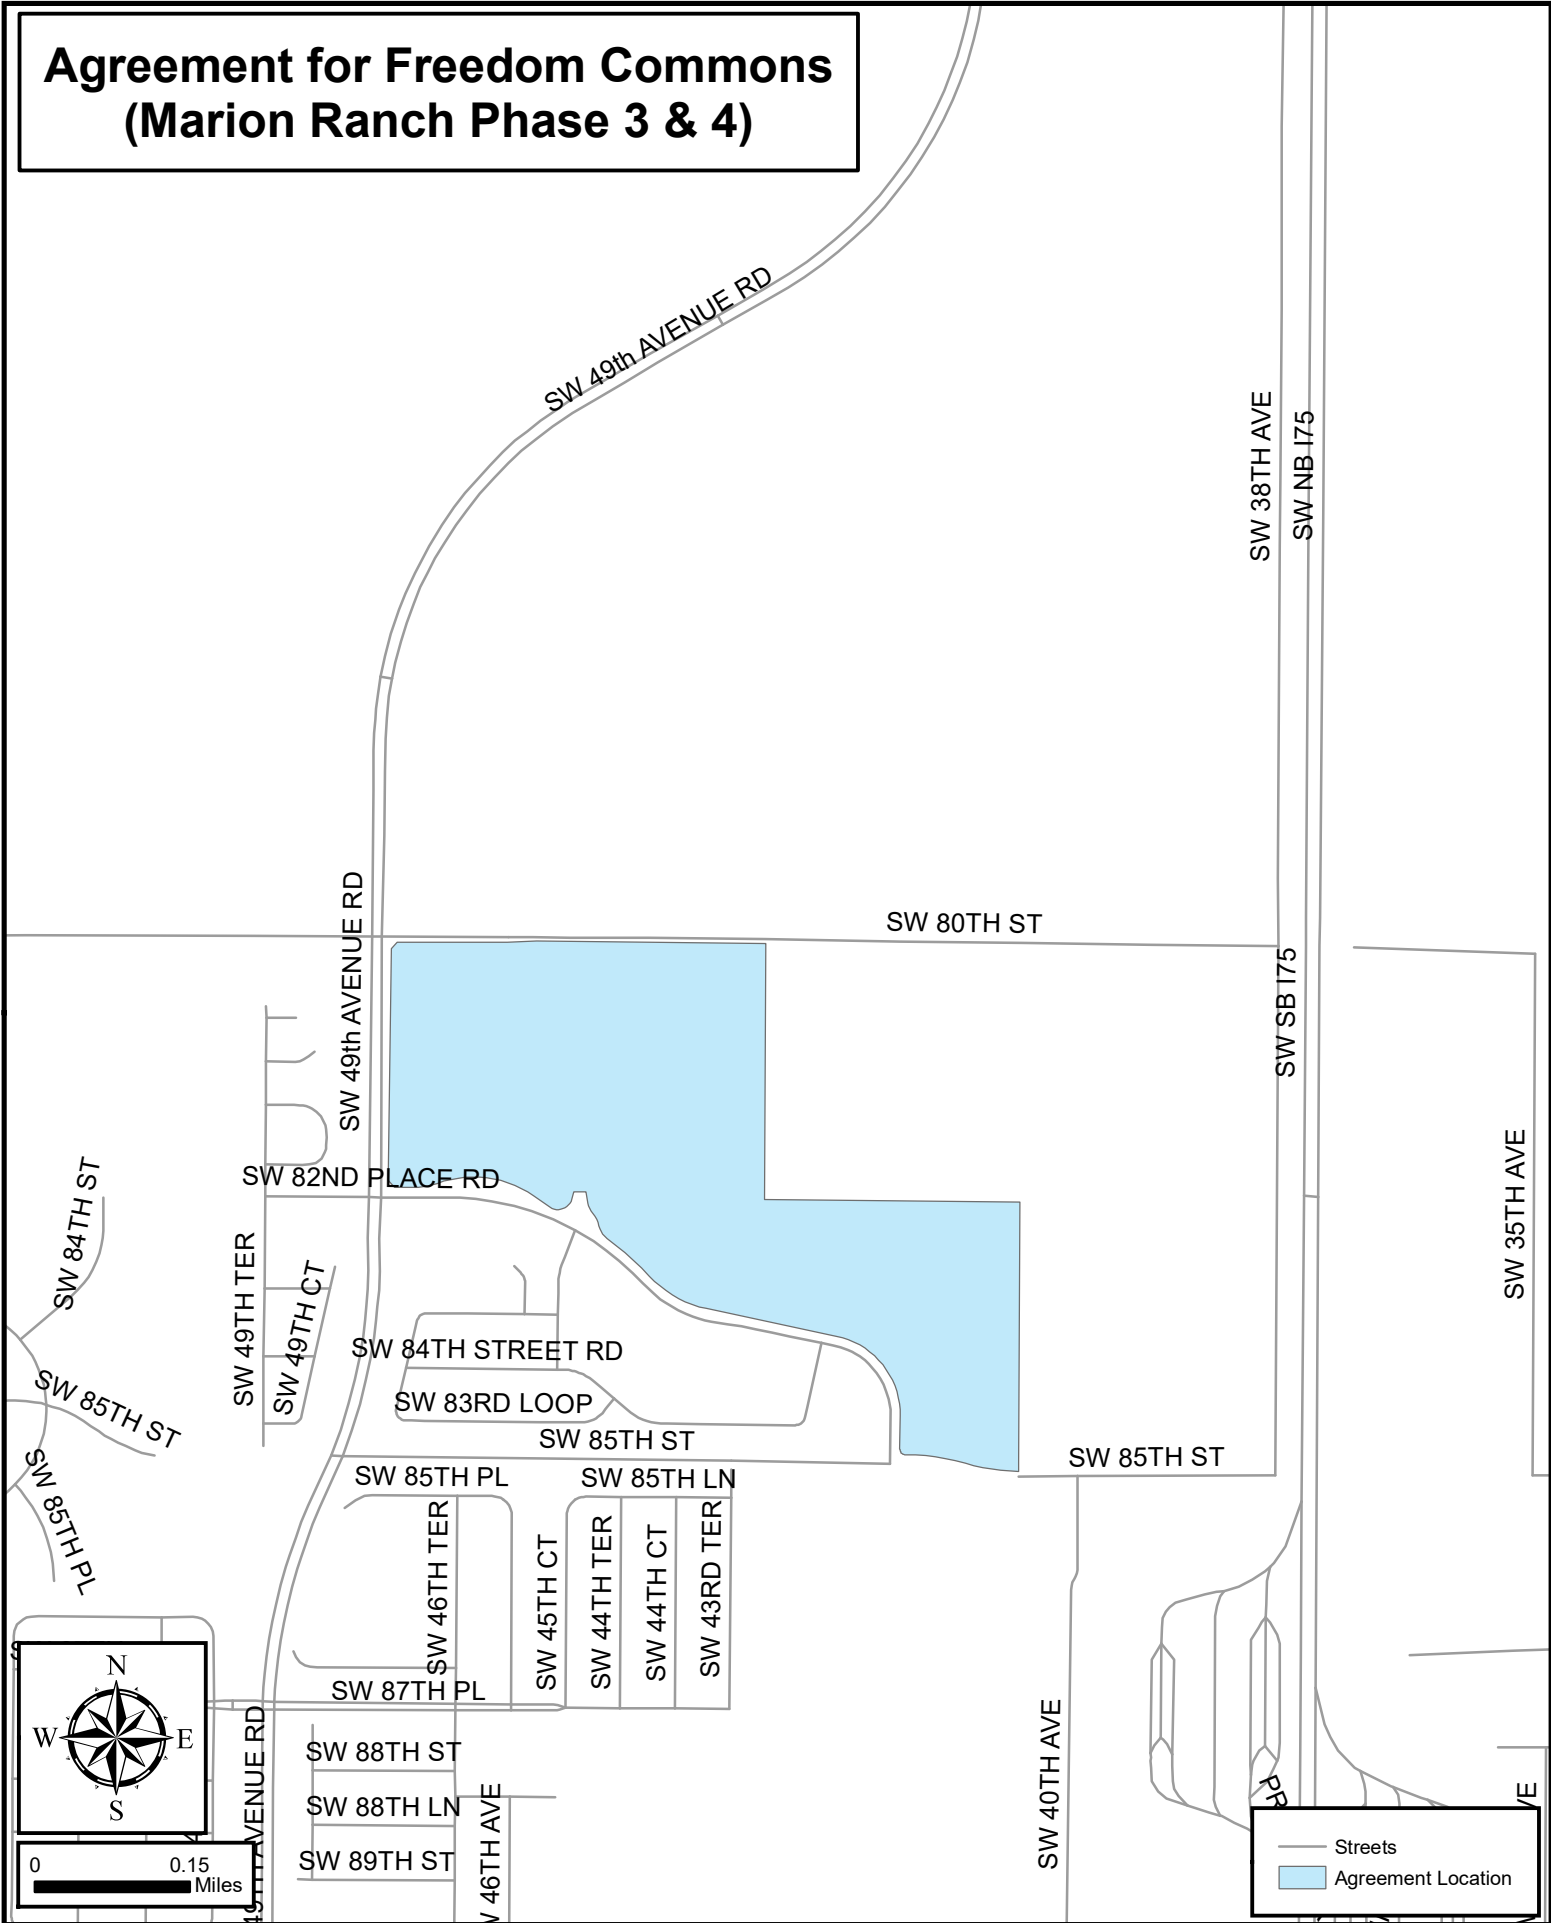 Agreement for Freedom Commons
(Marion Ranch Phase 3 & 4)
SW 49th AVENUE RD
SW 38TH AVE
SW NB I75
SW 80TH ST
SW 49th AVENUE RD
SW SB I75
SW 82ND PLACE RD
SW 84TH ST
SW 35TH AVE
SW 49TH TER
SW 49TH CT
SW 84TH STREET RD
SW 83RD LOOP
SW 85TH ST
SW 85TH ST
SW 85TH ST
SW 85TH PL
SW 85TH LN
SW 85TH PL
SW 46TH TER
SW 45TH CT
SW 44TH TER
SW 44TH CT
SW 43RD TER
SW 87TH PL
SW 40TH AVE
SW 88TH ST
SW 88TH LN
SW 89TH ST
46TH AVE
AVENUE RD
PR
N
W
E
S
0
0.15
Miles
Streets
Agreement Location